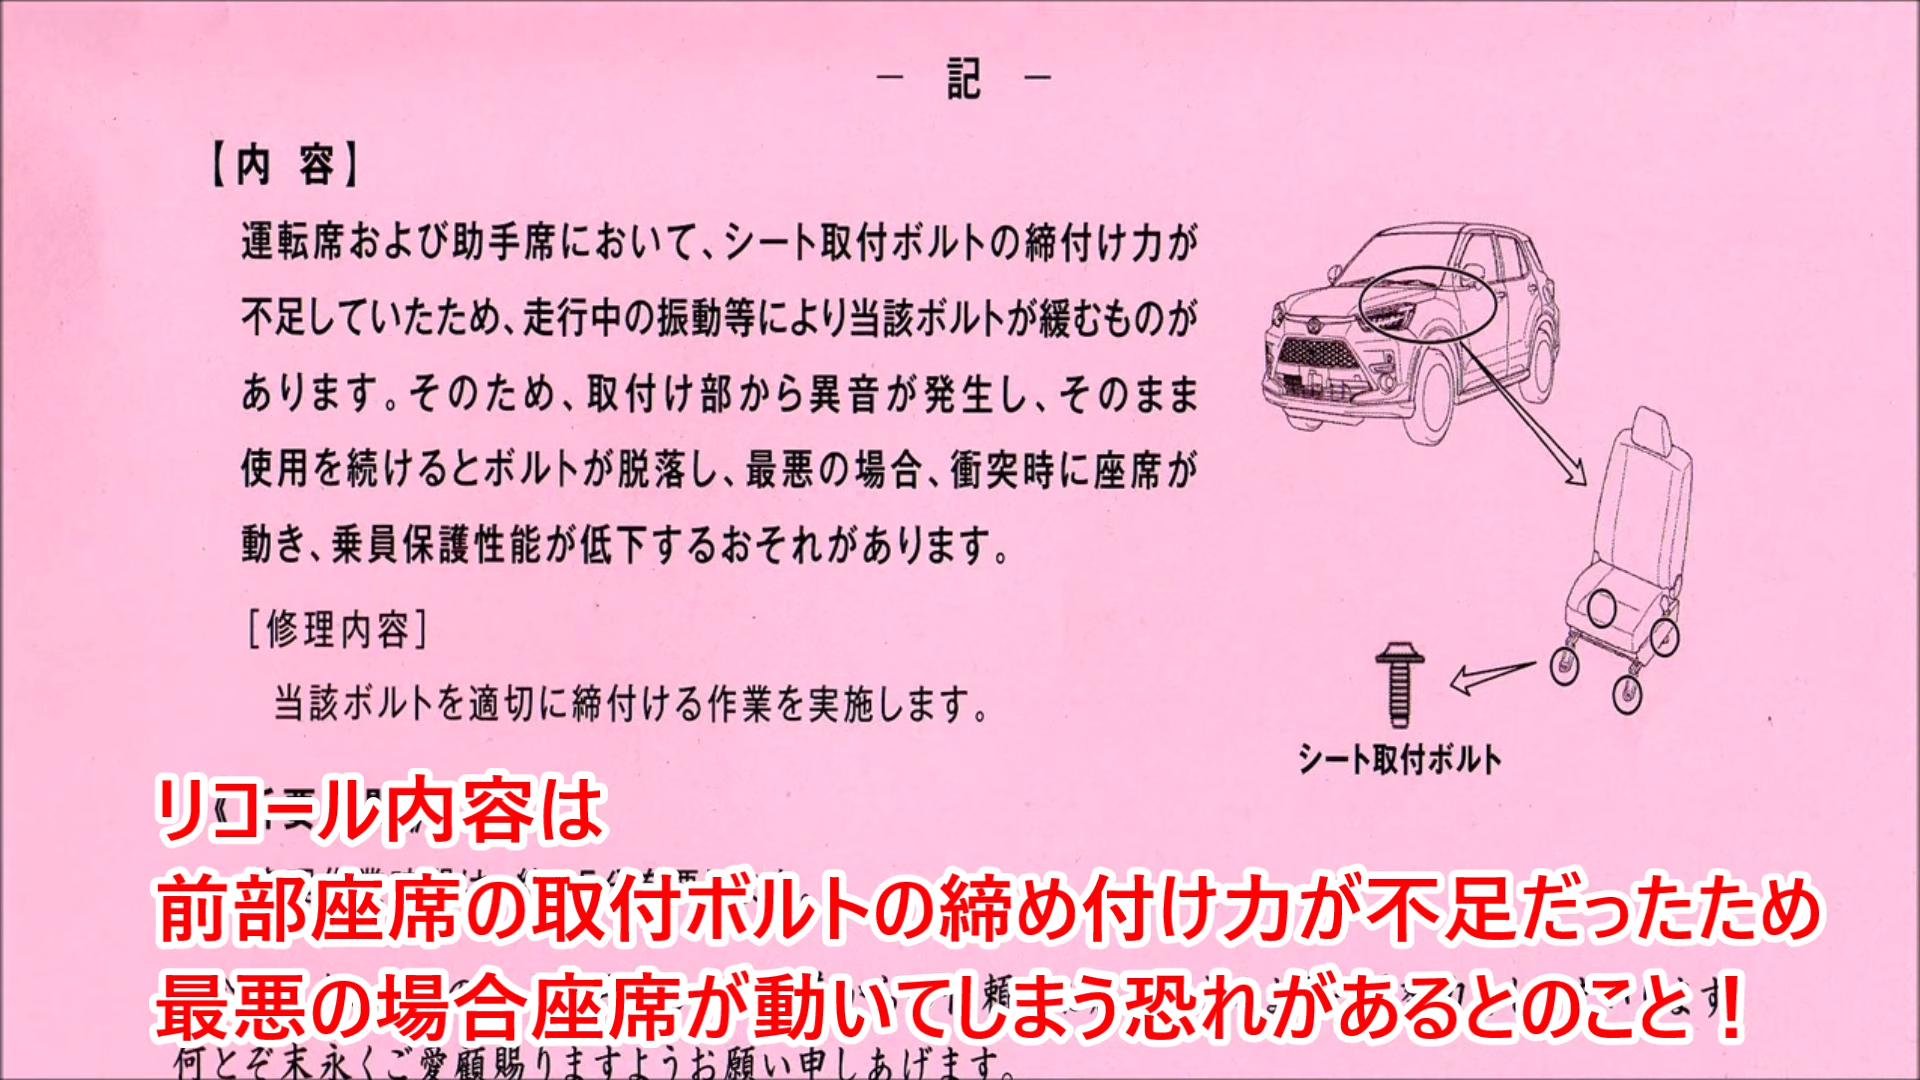 － 記 －
【内 容】
運転席および助手席において、シート取付ボルトの締付け力が
不足していたため、走行中の振動等により当該ボルトが緩むものが
あります。そのため、取付け部から異音が発生し、そのまま
使用を続けるとボルトが脱落し、最悪の場合、衝突時に座席が
動き、乗員保護性能が低下するおそれがあります。
［修理内容］
当該ボルトを適切に締付ける作業を実施します。
シート取付ボルト
リコール内容は
前部座席の取付ボルトの締め付け力が不足だったため
最悪の場合座席が動いてしまう恐れがあるとのこと！
何とぞ末永くご愛顧賜りますようお願い申しあげます。